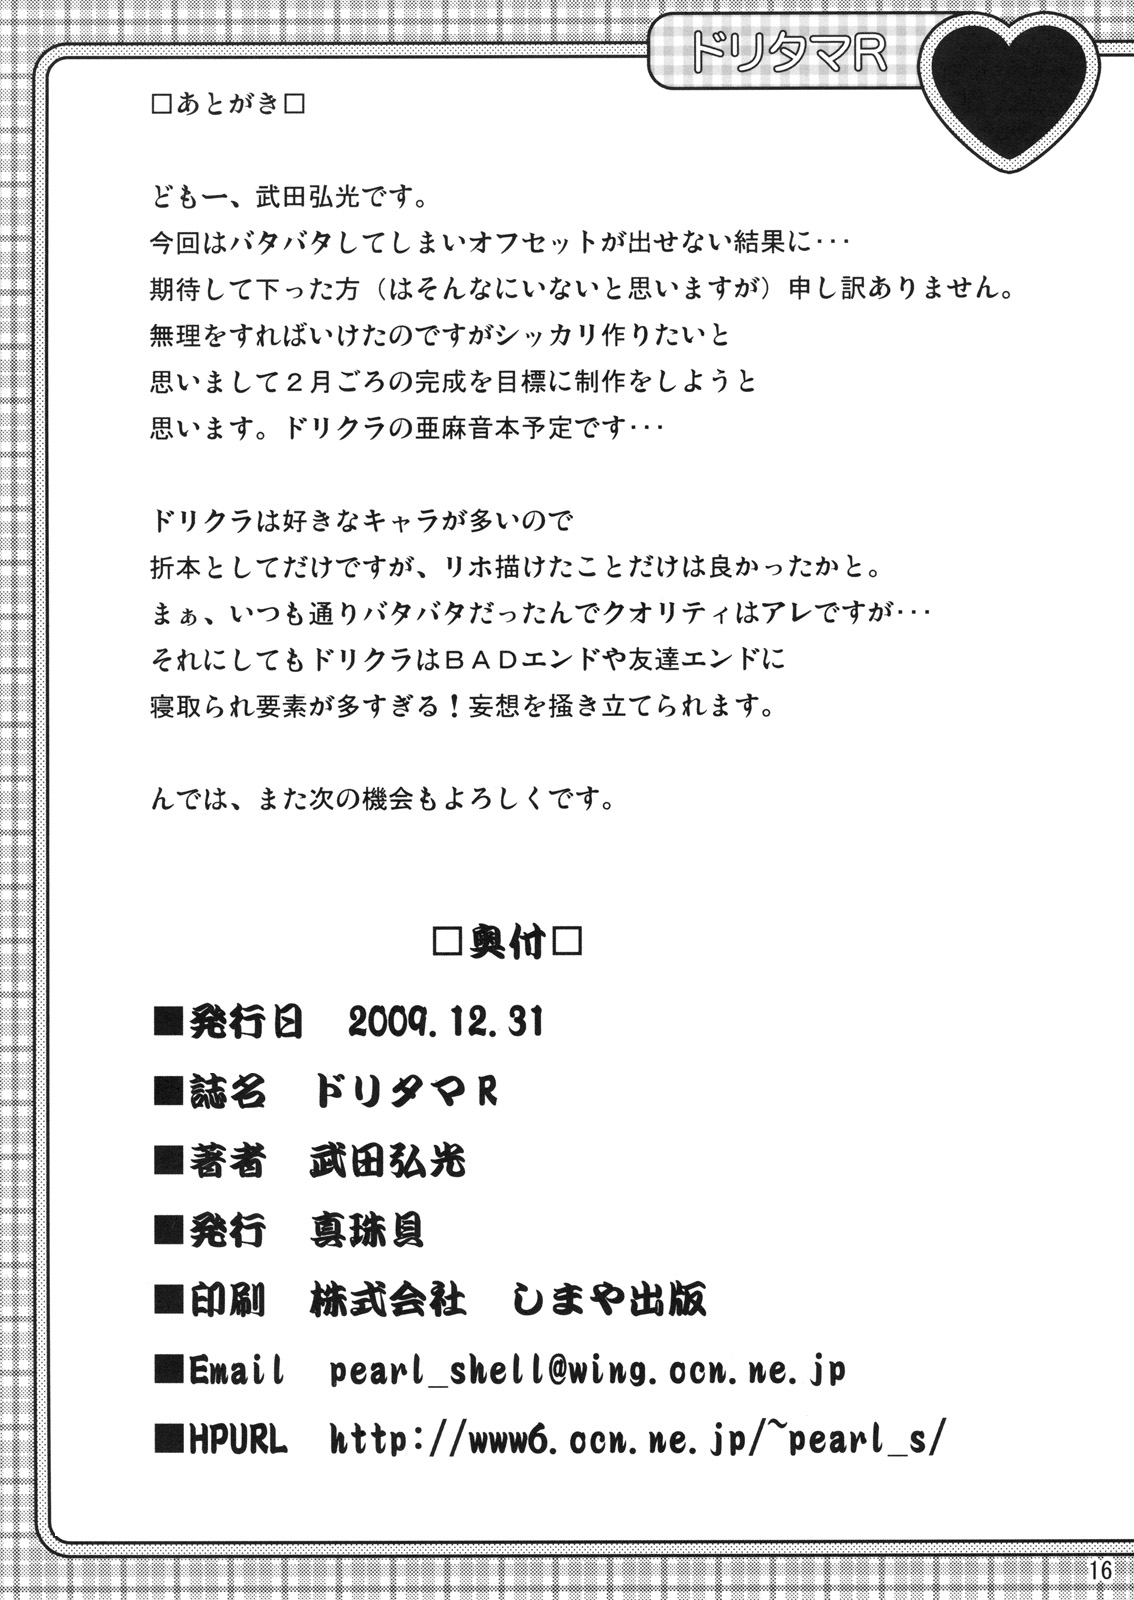 ドリタマR
□あとがき□
どもー、武田弘光です。
今回はバタバタしてしまいオフセットが出せない結果に･･･
期待して下った方（はそんなにいないと思いますが）申し訳ありません。
無理をすればいけたのですがシッカリ作りたいと
思いまして２月ごろの完成を目標に制作をしようと
思います。ドリクラの亜麻音本予定です･･･
ドリクラは好きなキャラが多いので
折本としてだけですが、リホ描けたことだけは良かったかと。
まぁ、いつも通りバタバタだったんでクオリティはアレですが･･･
それにしてもドリクラはＢＡＤエンドや友達エンドに
寝取られ要素が多すぎる！妄想を掻き立てられます。
んでは、また次の機会もよろしくです。
□奥付□
■発行日　2009.12.31
■誌名　ドリタマR
■著者　武田弘光
■発行　真珠貝
■印刷　株式会社　しまや出版
■Email　pearl_shell@wing.ocn.ne.jp
■HPURL　http://www6.ocn.ne.jp/~pearl_s/
16